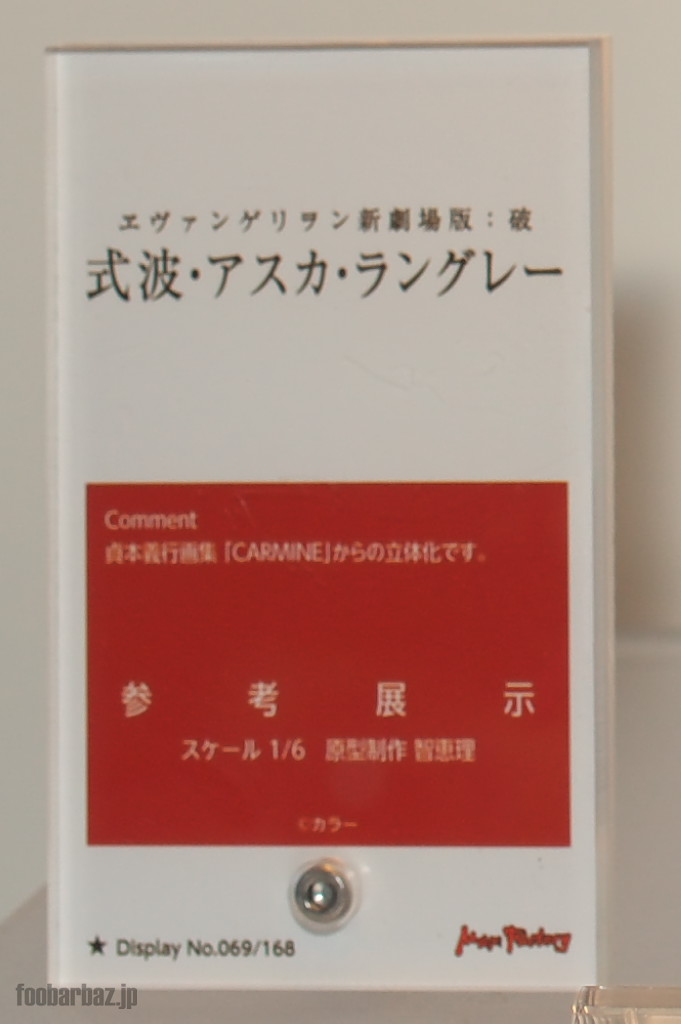 ヱヴァンゲリヲン新劇場版：破
式波・アスカ・ラングレー
Comment
貞本義行画集「CARMINE」からの立体化です。
参考展示
スケール 1/6 原型制作 智恵理
©カラー
★ Display No.069/168
Max Factory
foobarbaz.jp